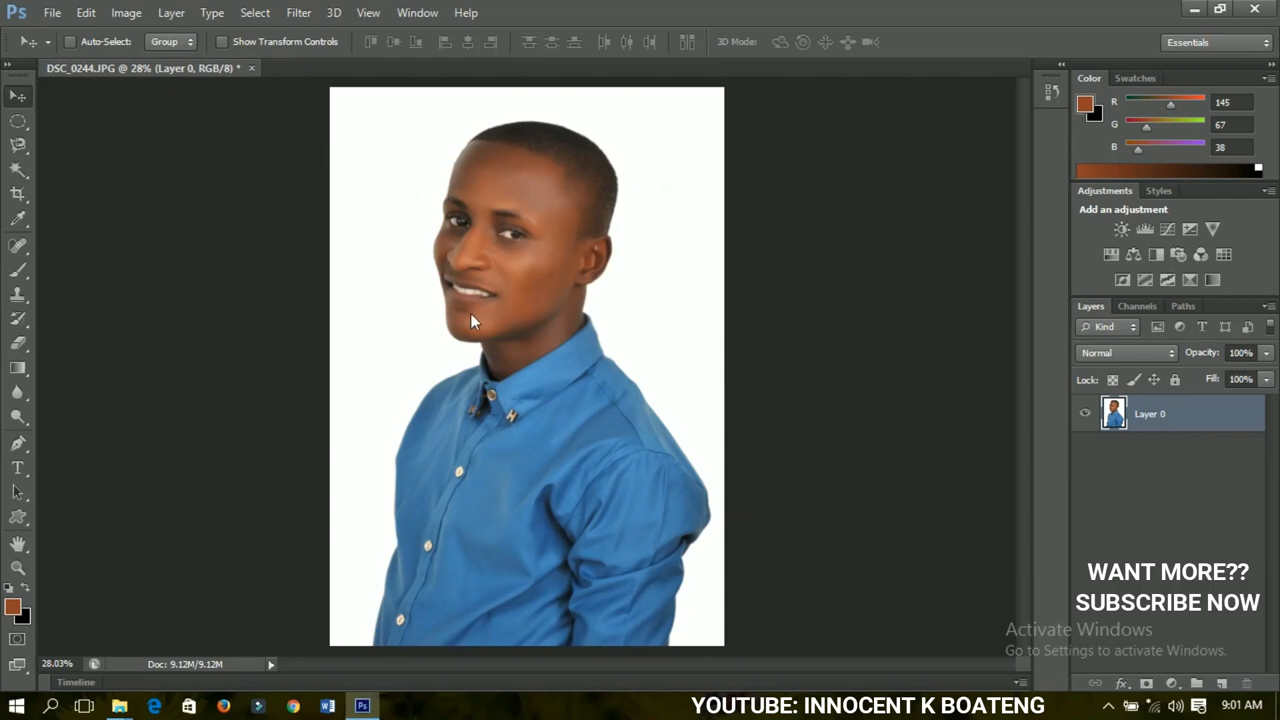 Ps File Edit Image Layer Type Select Filter 3D View Window Help
Auto-Select: Group Show Transform Controls 3D Mode: Essentials
DSC_0244.JPG @ 28% (Layer 0, RGB/8) * ×
Color Swatches
R 145
G 67
B 38
Adjustments Styles
Add an adjustment
Layers Channels Paths
Kind
Normal Opacity: 100%
Lock: Fill: 100%
Layer 0
WANT MORE??
SUBSCRIBE NOW
Activate Windows
Go to Settings to activate Windows.
28.03% Doc: 9.12M/9.12M
Timeline
YOUTUBE: INNOCENT K BOATENG
9:01 AM